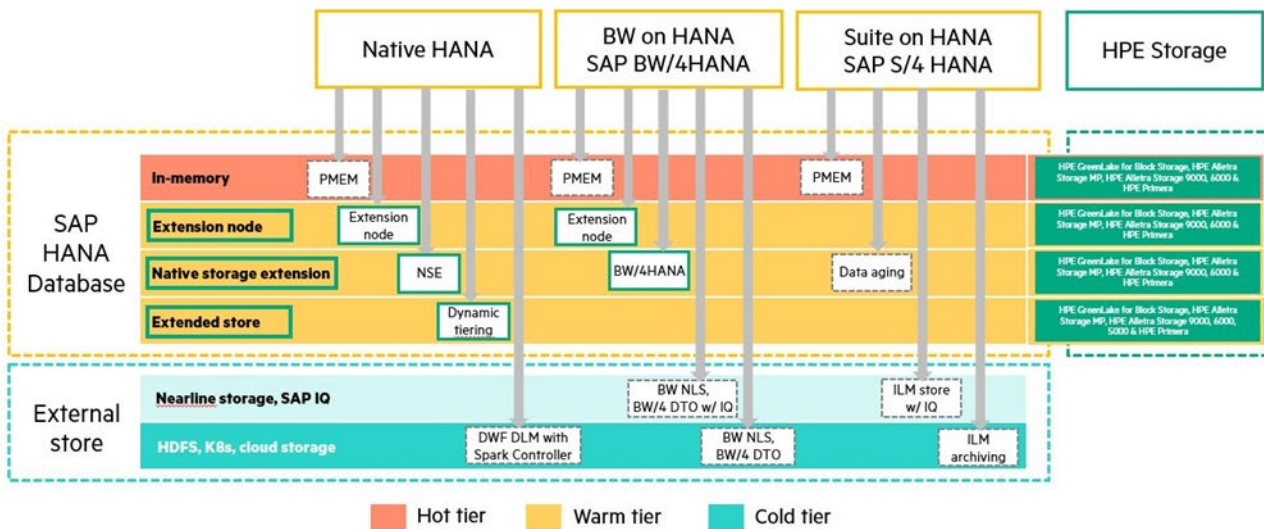 Native HANA
BW on HANA
SAP BW/4HANA
Suite on HANA
SAP S/4 HANA
HPE Storage
SAP
HANA
Database
In-memory
PMEM
PMEM
PMEM
HPE GreenLake for Block Storage, HPE Alletra
Storage MP, HPE Alletra Storage 9000, 6000 &
HPE Primera
Extension node
Extension
node
Extension
node
HPE GreenLake for Block Storage, HPE Alletra
Storage MP, HPE Alletra Storage 9000, 6000 &
HPE Primera
Native storage extension
NSE
BW/4HANA
Data aging
HPE GreenLake for Block Storage, HPE Alletra
Storage MP, HPE Alletra Storage 9000, 6000 &
HPE Primera
Extended store
Dynamic
tiering
HPE GreenLake for Block Storage, HPE Alletra
Storage MP, HPE Alletra Storage 9000, 6000,
5000 & HPE Primera
External
store
Nearline storage, SAP IQ
BW NLS,
BW/4 DTO w/ IQ
ILM store
w/ IQ
HDFS, K8s, cloud storage
DWF DLM with
Spark Controller
BW NLS,
BW/4 DTO
ILM
archiving
Hot tier
Warm tier
Cold tier